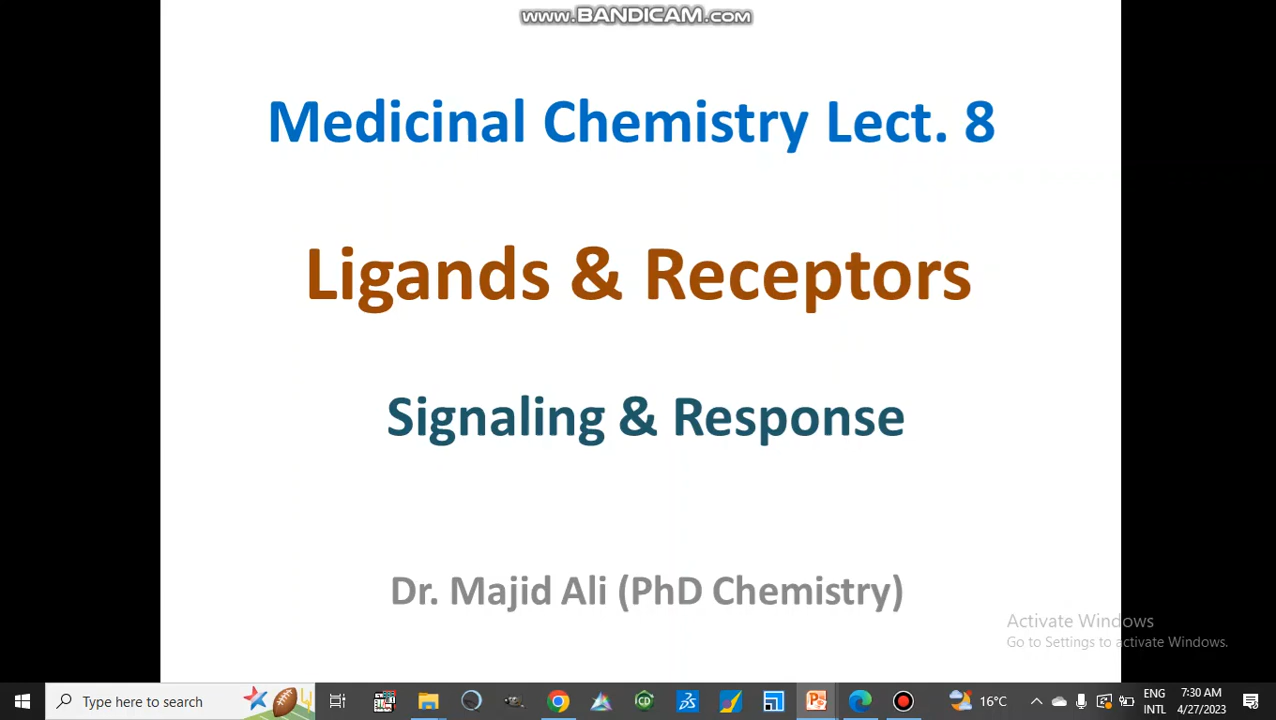 www.BANDICAM.com
Medicinal Chemistry Lect. 8
Ligands & Receptors
Signaling & Response
Dr. Majid Ali (PhD Chemistry)
Activate Windows
Go to Settings to activate Windows.
Type here to search
16°C
ENG
INTL
7:30 AM
4/27/2023